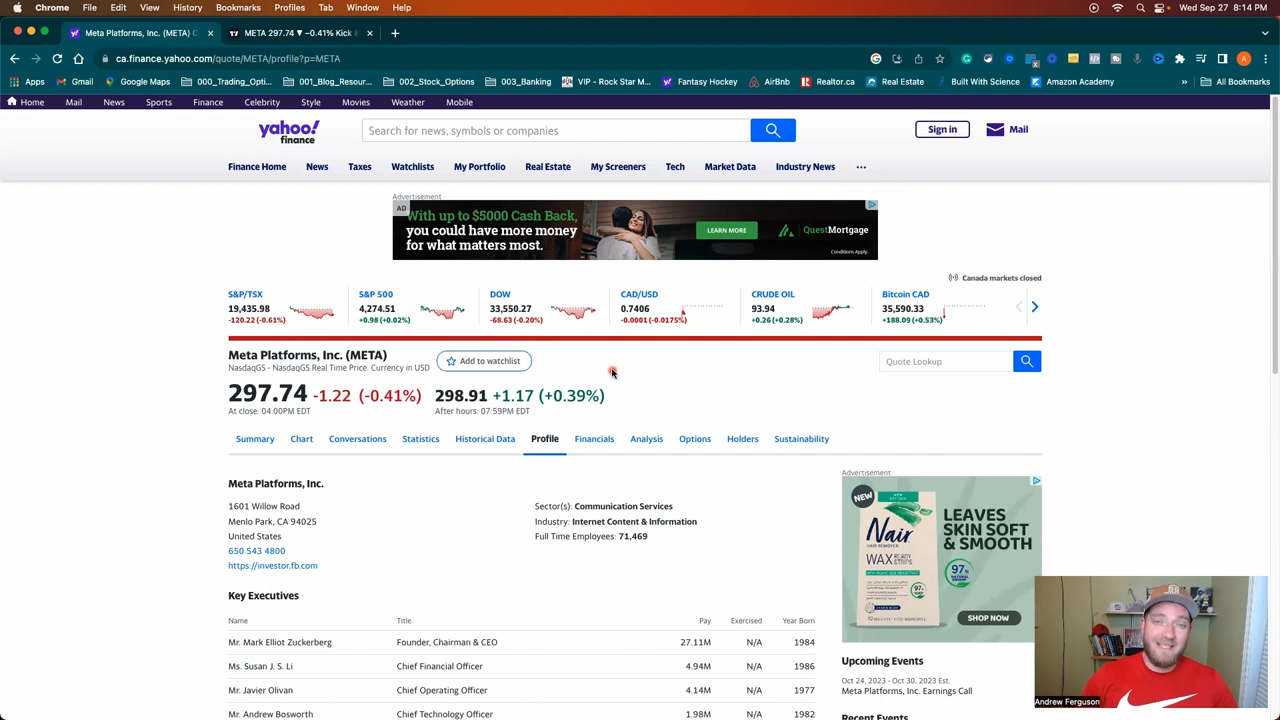 Chrome File Edit View History Bookmarks Profiles Tab Window Help
Wed Sep 27 8:14 PM
Meta Platforms, Inc. (META) C
META 297.74 ▼ −0.41% Kick A
ca.finance.yahoo.com/quote/META/profile?p=META
Apps Gmail Google Maps 000_Trading_Opti... 001_Blog_Resour... 002_Stock_Options 003_Banking VIP - Rock Star M... Fantasy Hockey AirBnb Realtor.ca Real Estate Built With Science Amazon Academy » All Bookmarks
Home Mail News Sports Finance Celebrity Style Movies Weather Mobile
yahoo!
finance
Search for news, symbols or companies
Sign in
Mail
Finance Home News Taxes Watchlists My Portfolio Real Estate My Screeners Tech Market Data Industry News ...
Advertisement
AD
With up to $5000 Cash Back,
you could have more money
for what matters most.
LEARN MORE
QuestMortgage
Conditions Apply.
Canada markets closed
S&P/TSX S&P 500 DOW CAD/USD CRUDE OIL Bitcoin CAD
19,435.98 4,274.51 33,550.27 0.7406 93.94 35,590.33
-120.22 (-0.61%) +0.98 (+0.02%) -68.63 (-0.20%) -0.0001 (-0.0175%) +0.26 (+0.28%) +188.09 (+0.53%)
Meta Platforms, Inc. (META)
Add to watchlist
Quote Lookup
NasdaqGS - NasdaqGS Real Time Price. Currency in USD
297.74 -1.22 (-0.41%) 298.91 +1.17 (+0.39%)
At close: 04:00PM EDT After hours: 07:59PM EDT
Summary Chart Conversations Statistics Historical Data Profile Financials Analysis Options Holders Sustainability
Meta Platforms, Inc.
1601 Willow Road
Menlo Park, CA 94025
United States
650 543 4800
https://investor.fb.com
Sector(s): Communication Services
Industry: Internet Content & Information
Full Time Employees: 71,469
Key Executives
Name Title Pay Exercised Year Born
Mr. Mark Elliot Zuckerberg Founder, Chairman & CEO 27.11M N/A 1984
Ms. Susan J. S. Li Chief Financial Officer 4.94M N/A 1986
Mr. Javier Olivan Chief Operating Officer 4.14M N/A 1977
Mr. Andrew Bosworth Chief Technology Officer 1.98M N/A 1982
Advertisement
NEW
Nair
WAX READY STRIPS
LEAVES
SKIN SOFT
& SMOOTH
97%
SHOP NOW
Upcoming Events
Oct 24, 2023 - Oct 30, 2023 Est.
Meta Platforms, Inc. Earnings Call
Recent Events
Andrew Ferguson